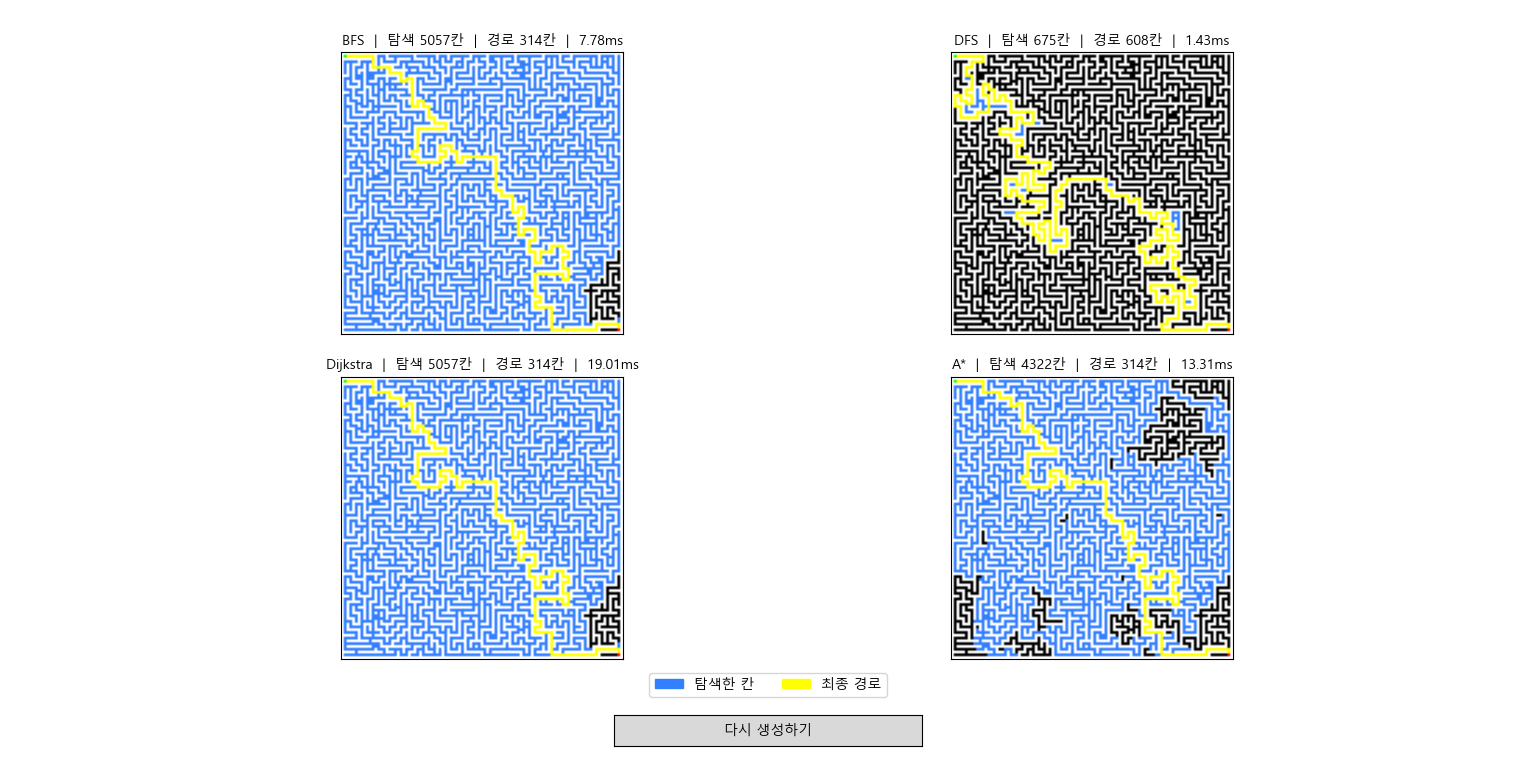 BFS | 탐색 5057칸 | 경로 314칸 | 7.78ms
DFS | 탐색 675칸 | 경로 608칸 | 1.43ms
Dijkstra | 탐색 5057칸 | 경로 314칸 | 19.01ms
A* | 탐색 4322칸 | 경로 314칸 | 13.31ms
탐색한 칸 최종 경로
다시 생성하기